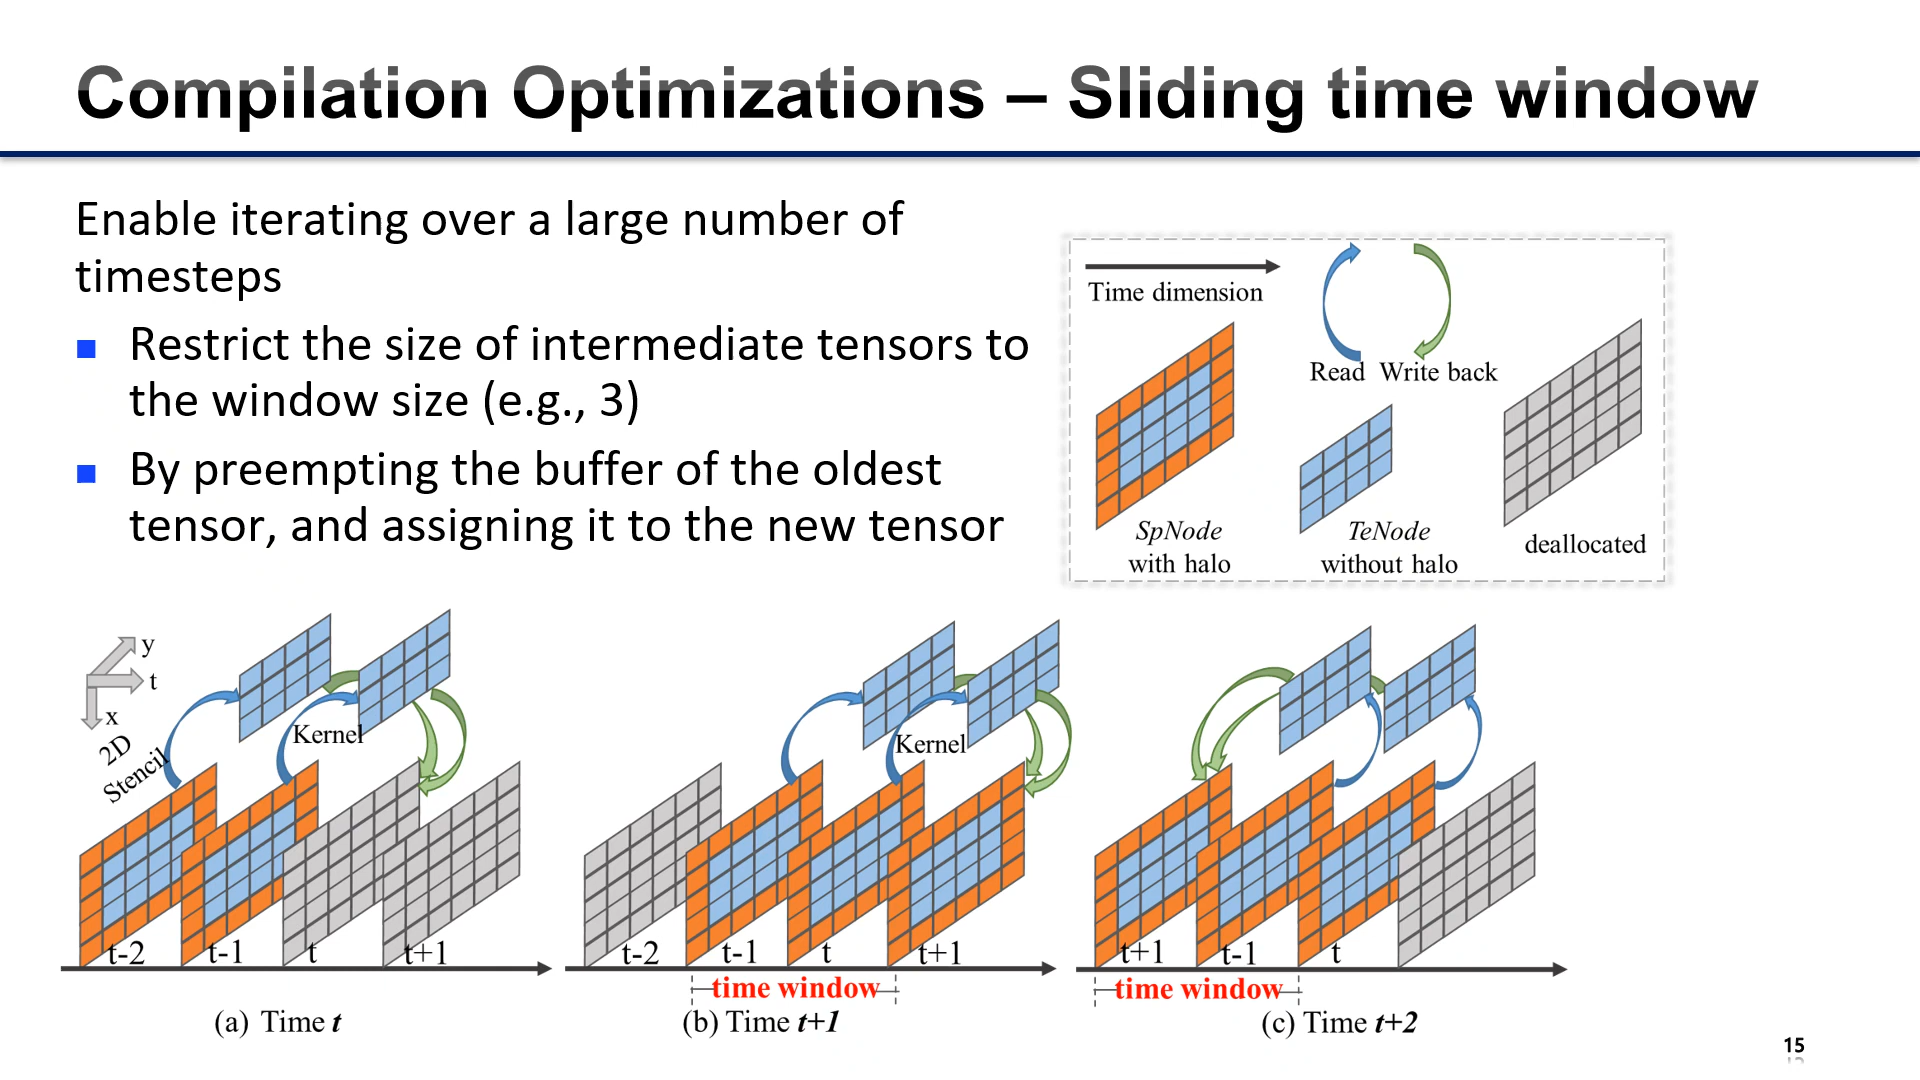 Compilation Optimizations – Sliding time window
Enable iterating over a large number of
timesteps
Restrict the size of intermediate tensors to
the window size (e.g., 3)
By preempting the buffer of the oldest
tensor, and assigning it to the new tensor
Time dimension
Read Write back
SpNode
with halo
TeNode
without halo
deallocated
y
t
x
2D
Stencil
Kernel
t-2 t-1 t t+1
(a) Time t
Kernel
t-2 t-1 t t+1
time window
(b) Time t+1
t+1 t-1 t
time window
(c) Time t+2
15